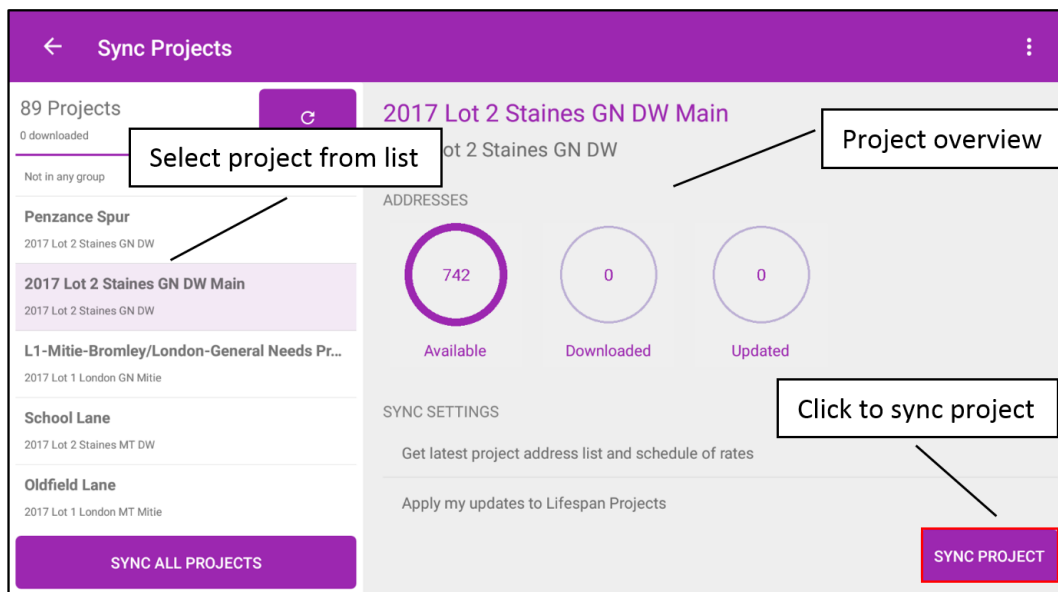 Sync Projects
89 Projects
0 downloaded
Select project from list
Not in any group
Penzance Spur
2017 Lot 2 Staines GN DW
2017 Lot 2 Staines GN DW Main
2017 Lot 2 Staines GN DW
L1-Mitie-Bromley/London-General Needs Pr...
2017 Lot 1 London GN Mitie
School Lane
2017 Lot 2 Staines MT DW
Oldfield Lane
2017 Lot 1 London MT Mitie
SYNC ALL PROJECTS
2017 Lot 2 Staines GN DW Main
ot 2 Staines GN DW
Project overview
ADDRESSES
742 0 0
Available Downloaded Updated
SYNC SETTINGS
Click to sync project
Get latest project address list and schedule of rates
Apply my updates to Lifespan Projects
SYNC PROJECT